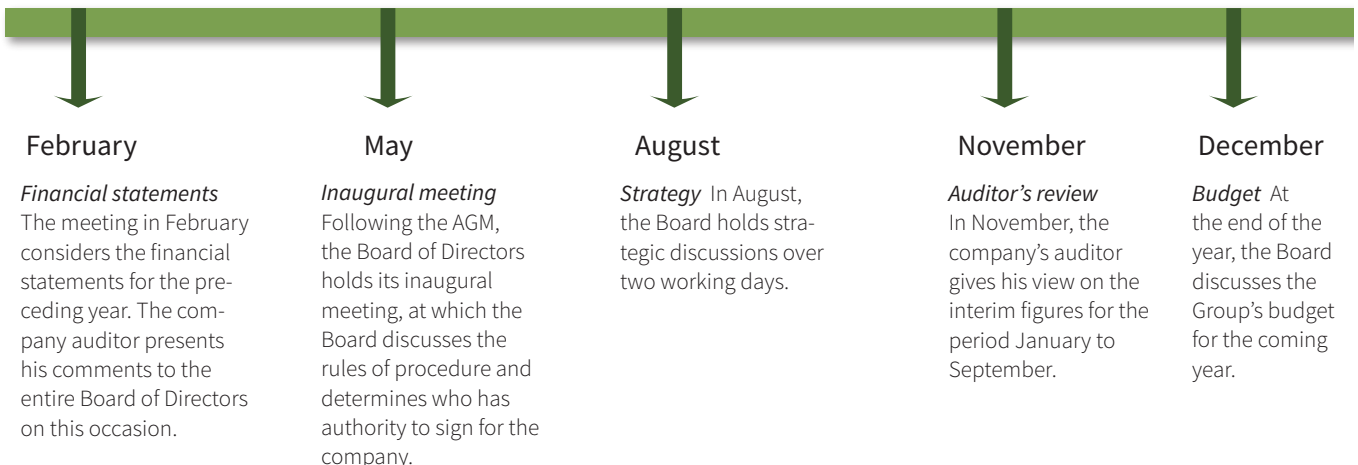 February
Financial statements
The meeting in February
considers the financial
statements for the pre-
ceding year. The com-
pany auditor presents
his comments to the
entire Board of Directors
on this occasion.
May
Inaugural meeting
Following the AGM,
the Board of Directors
holds its inaugural
meeting, at which the
Board discusses the
rules of procedure and
determines who has
authority to sign for the
company.
August
Strategy In August,
the Board holds stra-
tegic discussions over
two working days.
November
Auditor’s review
In November, the
company’s auditor
gives his view on the
interim figures for the
period January to
September.
December
Budget At
the end of the
year, the Board
discusses the
Group’s budget
for the coming
year.